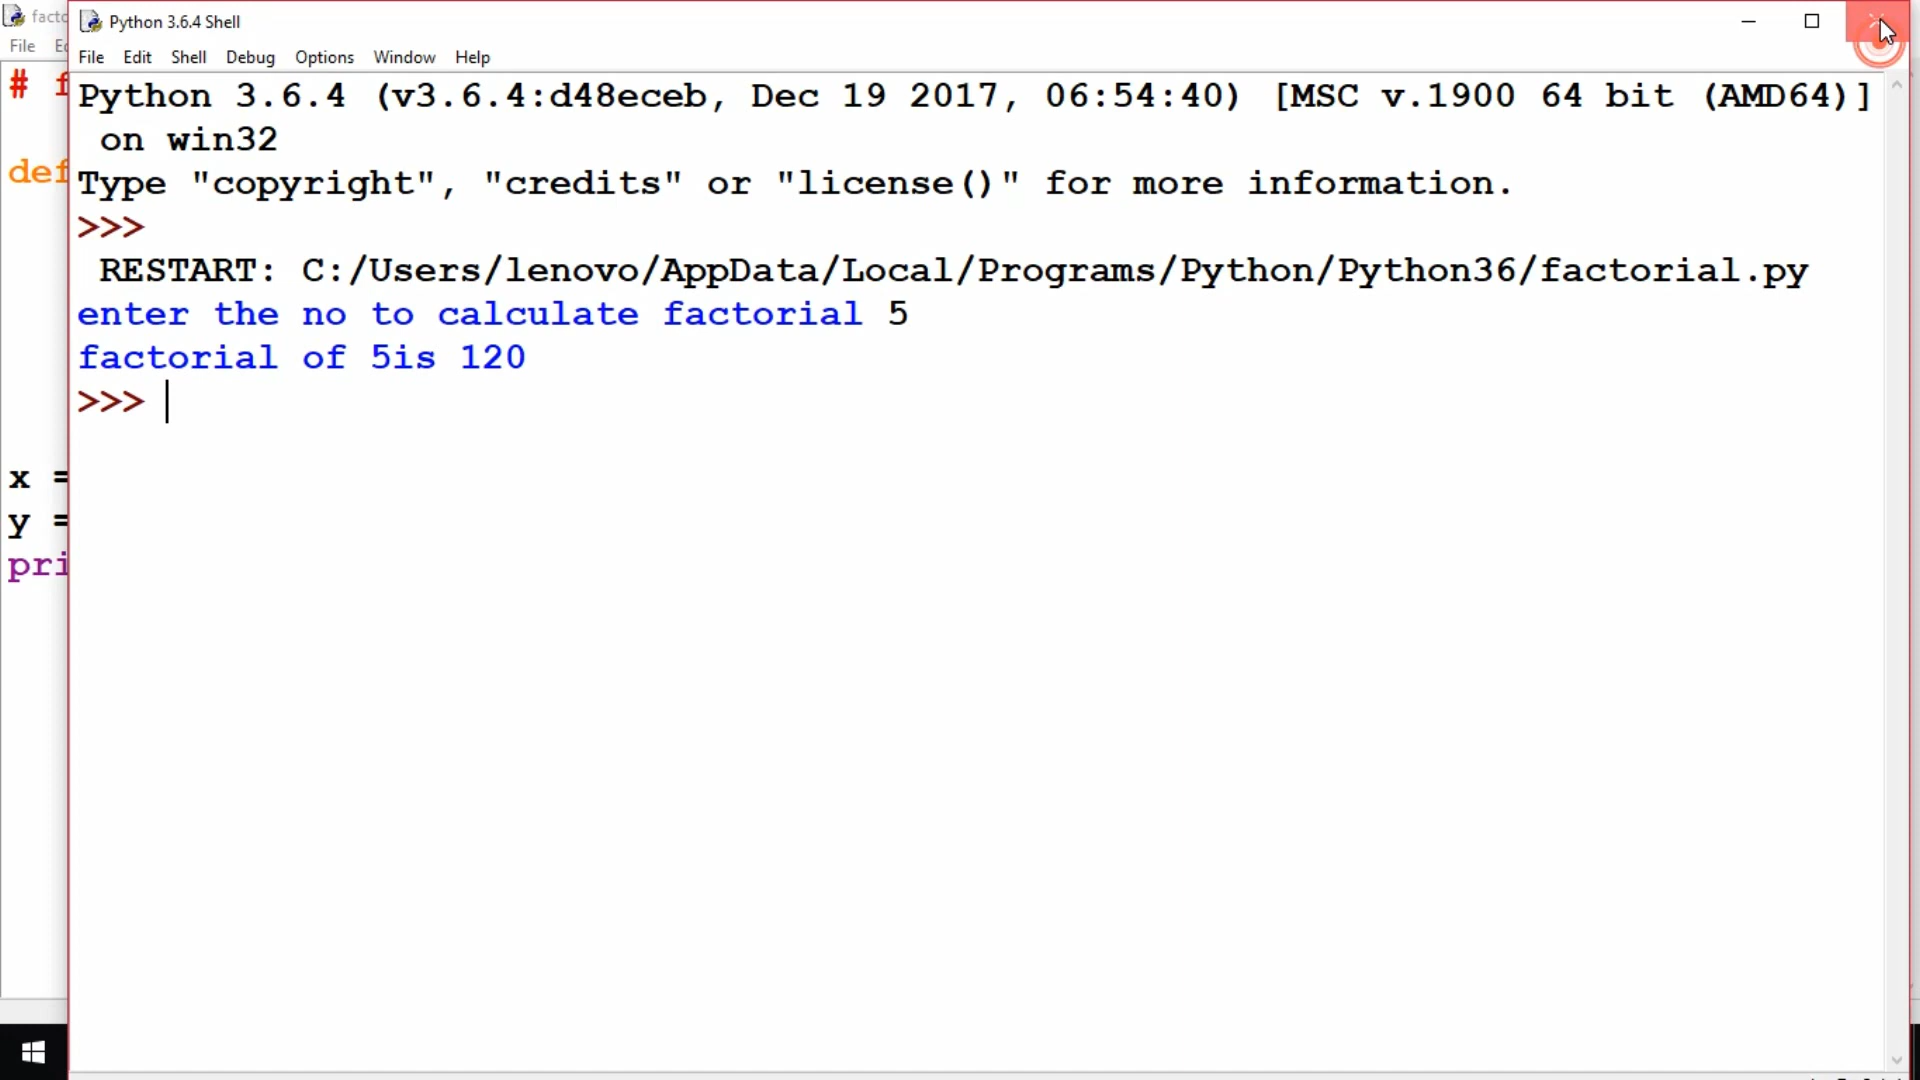 facto
File
# f
def
x =
y =
pri
Python 3.6.4 Shell
File Edit Shell Debug Options Window Help
Python 3.6.4 (v3.6.4:d48eceb, Dec 19 2017, 06:54:40) [MSC v.1900 64 bit (AMD64)]
on win32
Type "copyright", "credits" or "license()" for more information.
>>>
RESTART: C:/Users/lenovo/AppData/Local/Programs/Python/Python36/factorial.py
enter the no to calculate factorial 5
factorial of 5is 120
>>>